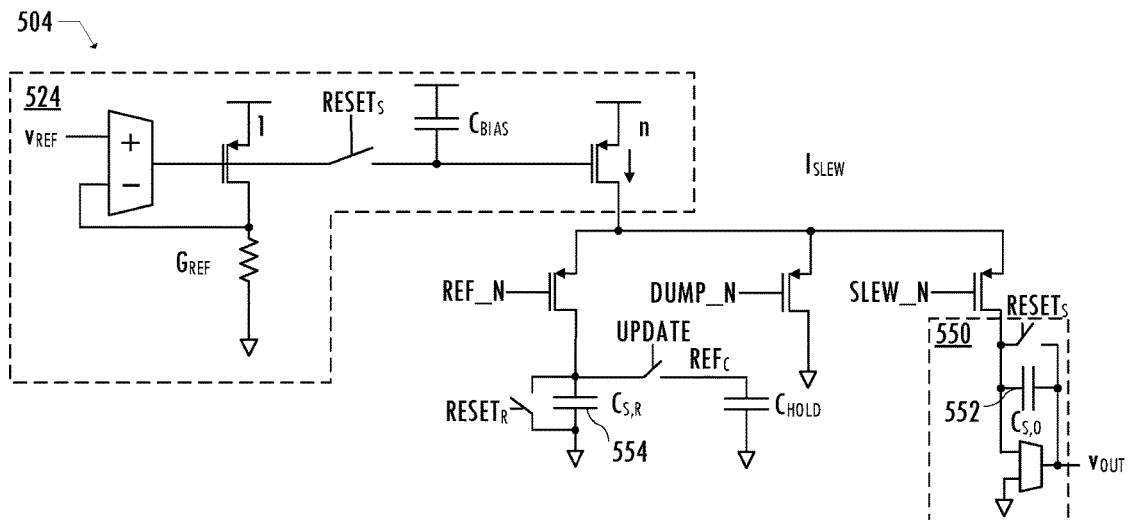 504
524
VREF
+
−
1
RESETS
CBIAS
n
ISLEW
GREF
REF_N
DUMP_N
SLEW_N
RESETS
550
UPDATE
REFC
RESETR
CS,R
554
CHOLD
552
CS,O
VOUT